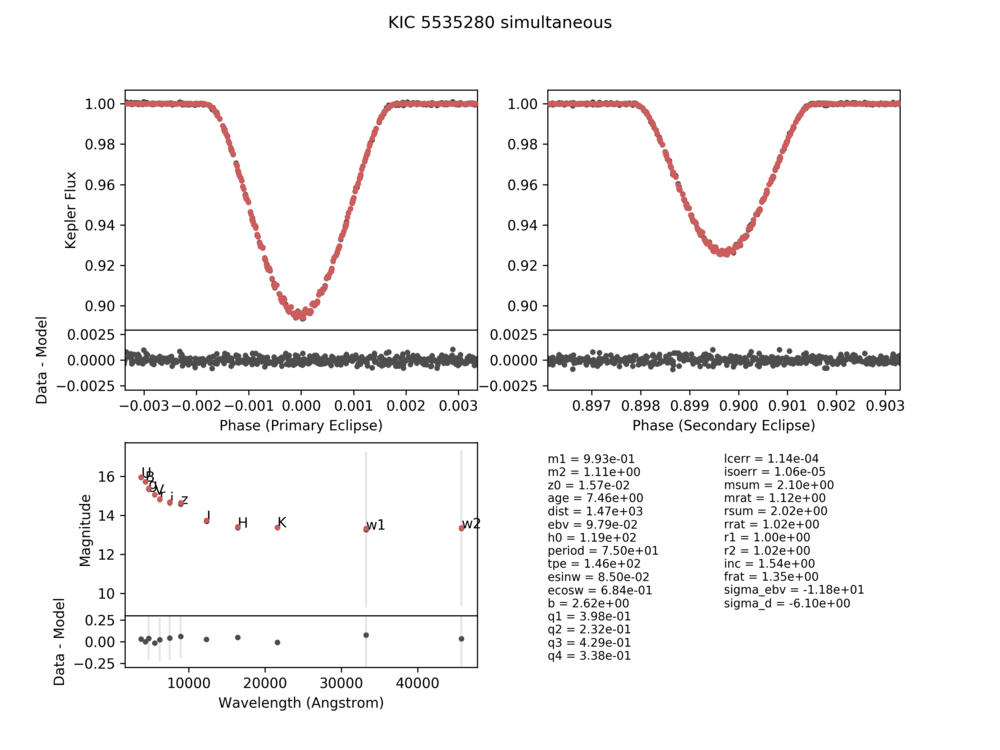 KIC 5535280 simultaneous
Kepler Flux
1.00
0.98
0.96
0.94
0.92
0.90
1.00
0.98
0.96
0.94
0.92
0.90
Data - Model
0.0025
0.0000
−0.0025
0.0025
0.0000
−0.0025
−0.003 −0.002 −0.001 0.000 0.001 0.002 0.003
0.897 0.898 0.899 0.900 0.901 0.902 0.903
Phase (Primary Eclipse)
Phase (Secondary Eclipse)
Magnitude
16
14
12
10
U
B
g
V
r
i
z
J
H
K
w1
w2
Data - Model
0.25
0.00
−0.25
10000 20000 30000 40000
Wavelength (Angstrom)
m1 = 9.93e-01
m2 = 1.11e+00
z0 = 1.57e-02
age = 7.46e+00
dist = 1.47e+03
ebv = 9.79e-02
h0 = 1.19e+02
period = 7.50e+01
tpe = 1.46e+02
esinw = 8.50e-02
ecosw = 6.84e-01
b = 2.62e+00
q1 = 3.98e-01
q2 = 2.32e-01
q3 = 4.29e-01
q4 = 3.38e-01
lcerr = 1.14e-04
isoerr = 1.06e-05
msum = 2.10e+00
mrat = 1.12e+00
rsum = 2.02e+00
rrat = 1.02e+00
r1 = 1.00e+00
r2 = 1.02e+00
inc = 1.54e+00
frat = 1.35e+00
sigma_ebv = -1.18e+01
sigma_d = -6.10e+00